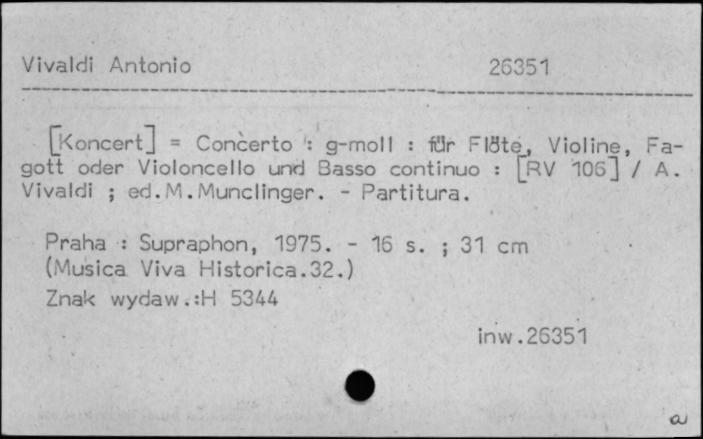 Vivaldi Antonio 26351
[Koncert] = Concerto : g-moll : für Flöte, Violine, Fa-
gott oder Violoncello und Basso continuo : [RV 106] / A.
Vivaldi ; ed.M.Munclinger. - Partitura.
Praha : Supraphon, 1975. - 16 s. ; 31 cm
(Musica Viva Historica.32.)
Znak wydaw.:H 5344
inw.26351
a